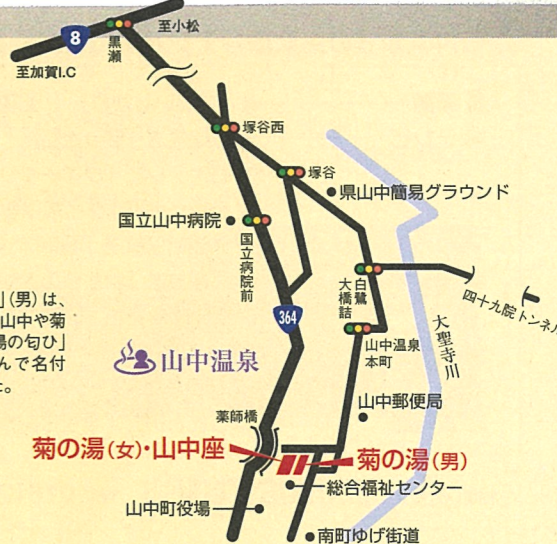 至小松
8
黒瀬
至加賀I.C
塚谷西
塚谷
県山中簡易グラウンド
国立山中病院
国立病院前
白鷺
大橋詰
四十九院トンネル
364
大聖寺川
山中温泉
本町
」(男)は、
山中や菊
湯の匂ひ」
んで名付
た。
山中温泉
山中郵便局
薬師橋
菊の湯(女)・山中座
菊の湯(男)
総合福祉センター
山中町役場
南町ゆげ街道